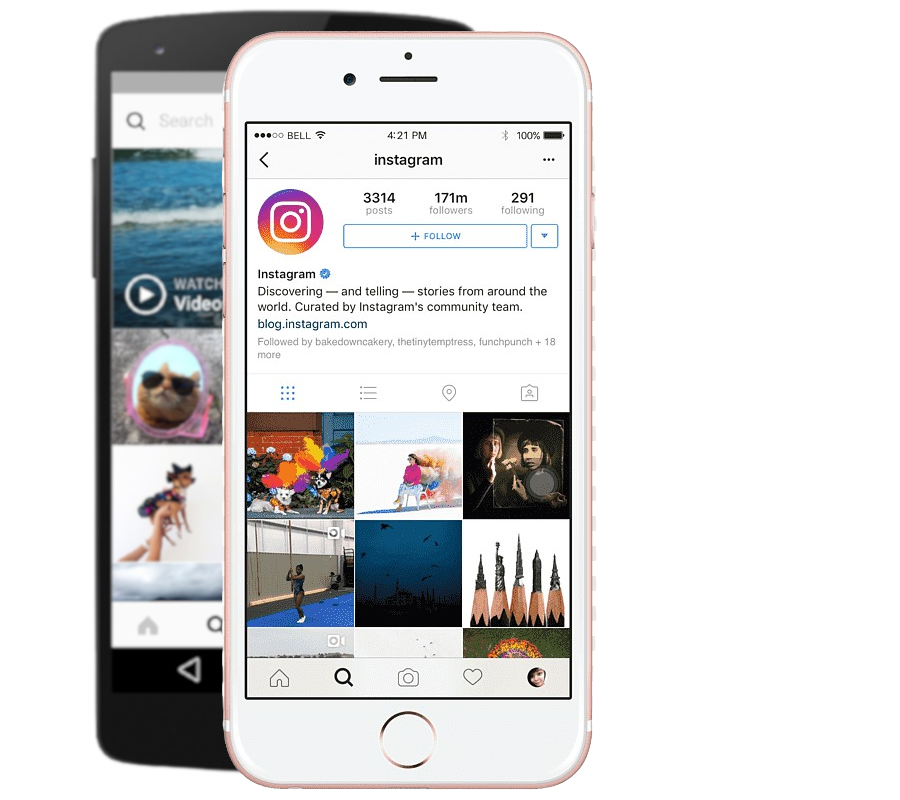 Search
WATCH
Video
●●●○○ BELL 4:21 PM 100%
instagram
3314 171m 291
posts followers following
+ FOLLOW
Instagram
Discovering — and telling — stories from around the
world. Curated by Instagram's community team.
blog.instagram.com
Followed by bakedowncakery, thetinytemptress, funchpunch + 18
more